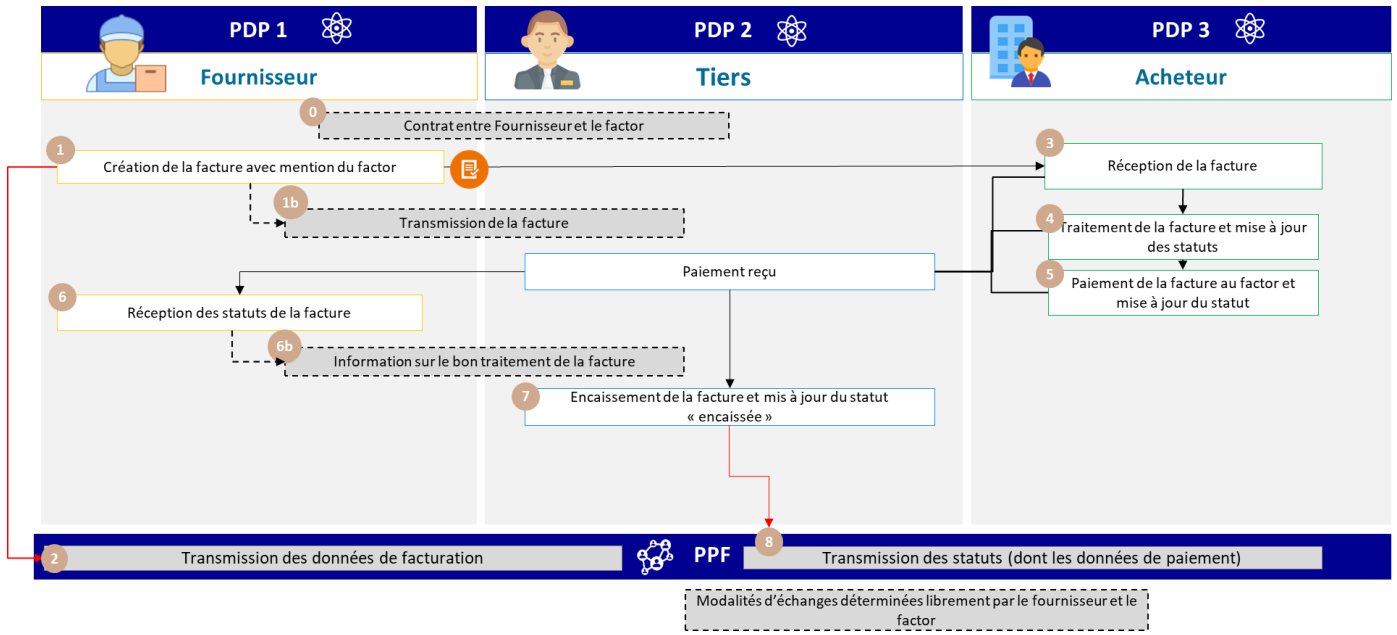 PDP 1
PDP 2
PDP 3
Fournisseur
Tiers
Acheteur
0
Contrat entre Fournisseur et le factor
1
Création de la facture avec mention du factor
3
Réception de la facture
1b
Transmission de la facture
4
Traitement de la facture et mise à jour
des statuts
Paiement reçu
5
Paiement de la facture au factor et
mise à jour du statut
6
Réception des statuts de la facture
6b
Information sur le bon traitement de la facture
7
Encaissement de la facture et mis à jour du statut
« encaissée »
2
Transmission des données de facturation
PPF
8
Transmission des statuts (dont les données de paiement)
Modalités d’échanges déterminées librement par le fournisseur et le
factor